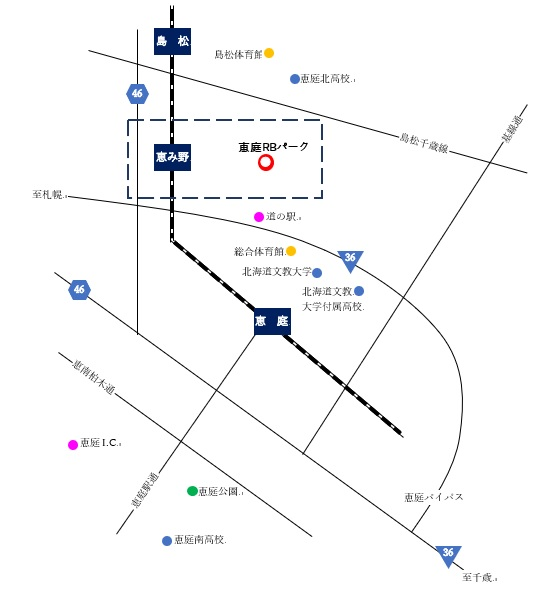 島 松
島松体育館
恵庭北高校
46
島松千歳線
基線通
恵庭RBパーク
恵み野
至札幌
道の駅
総合体育館
36
北海道文教大学
北海道文教
大学付属高校
46
恵 庭
恵南柏木通
恵庭I.C.
恵庭駅通
恵庭公園
恵庭バイパス
恵庭南高校
36
至千歳